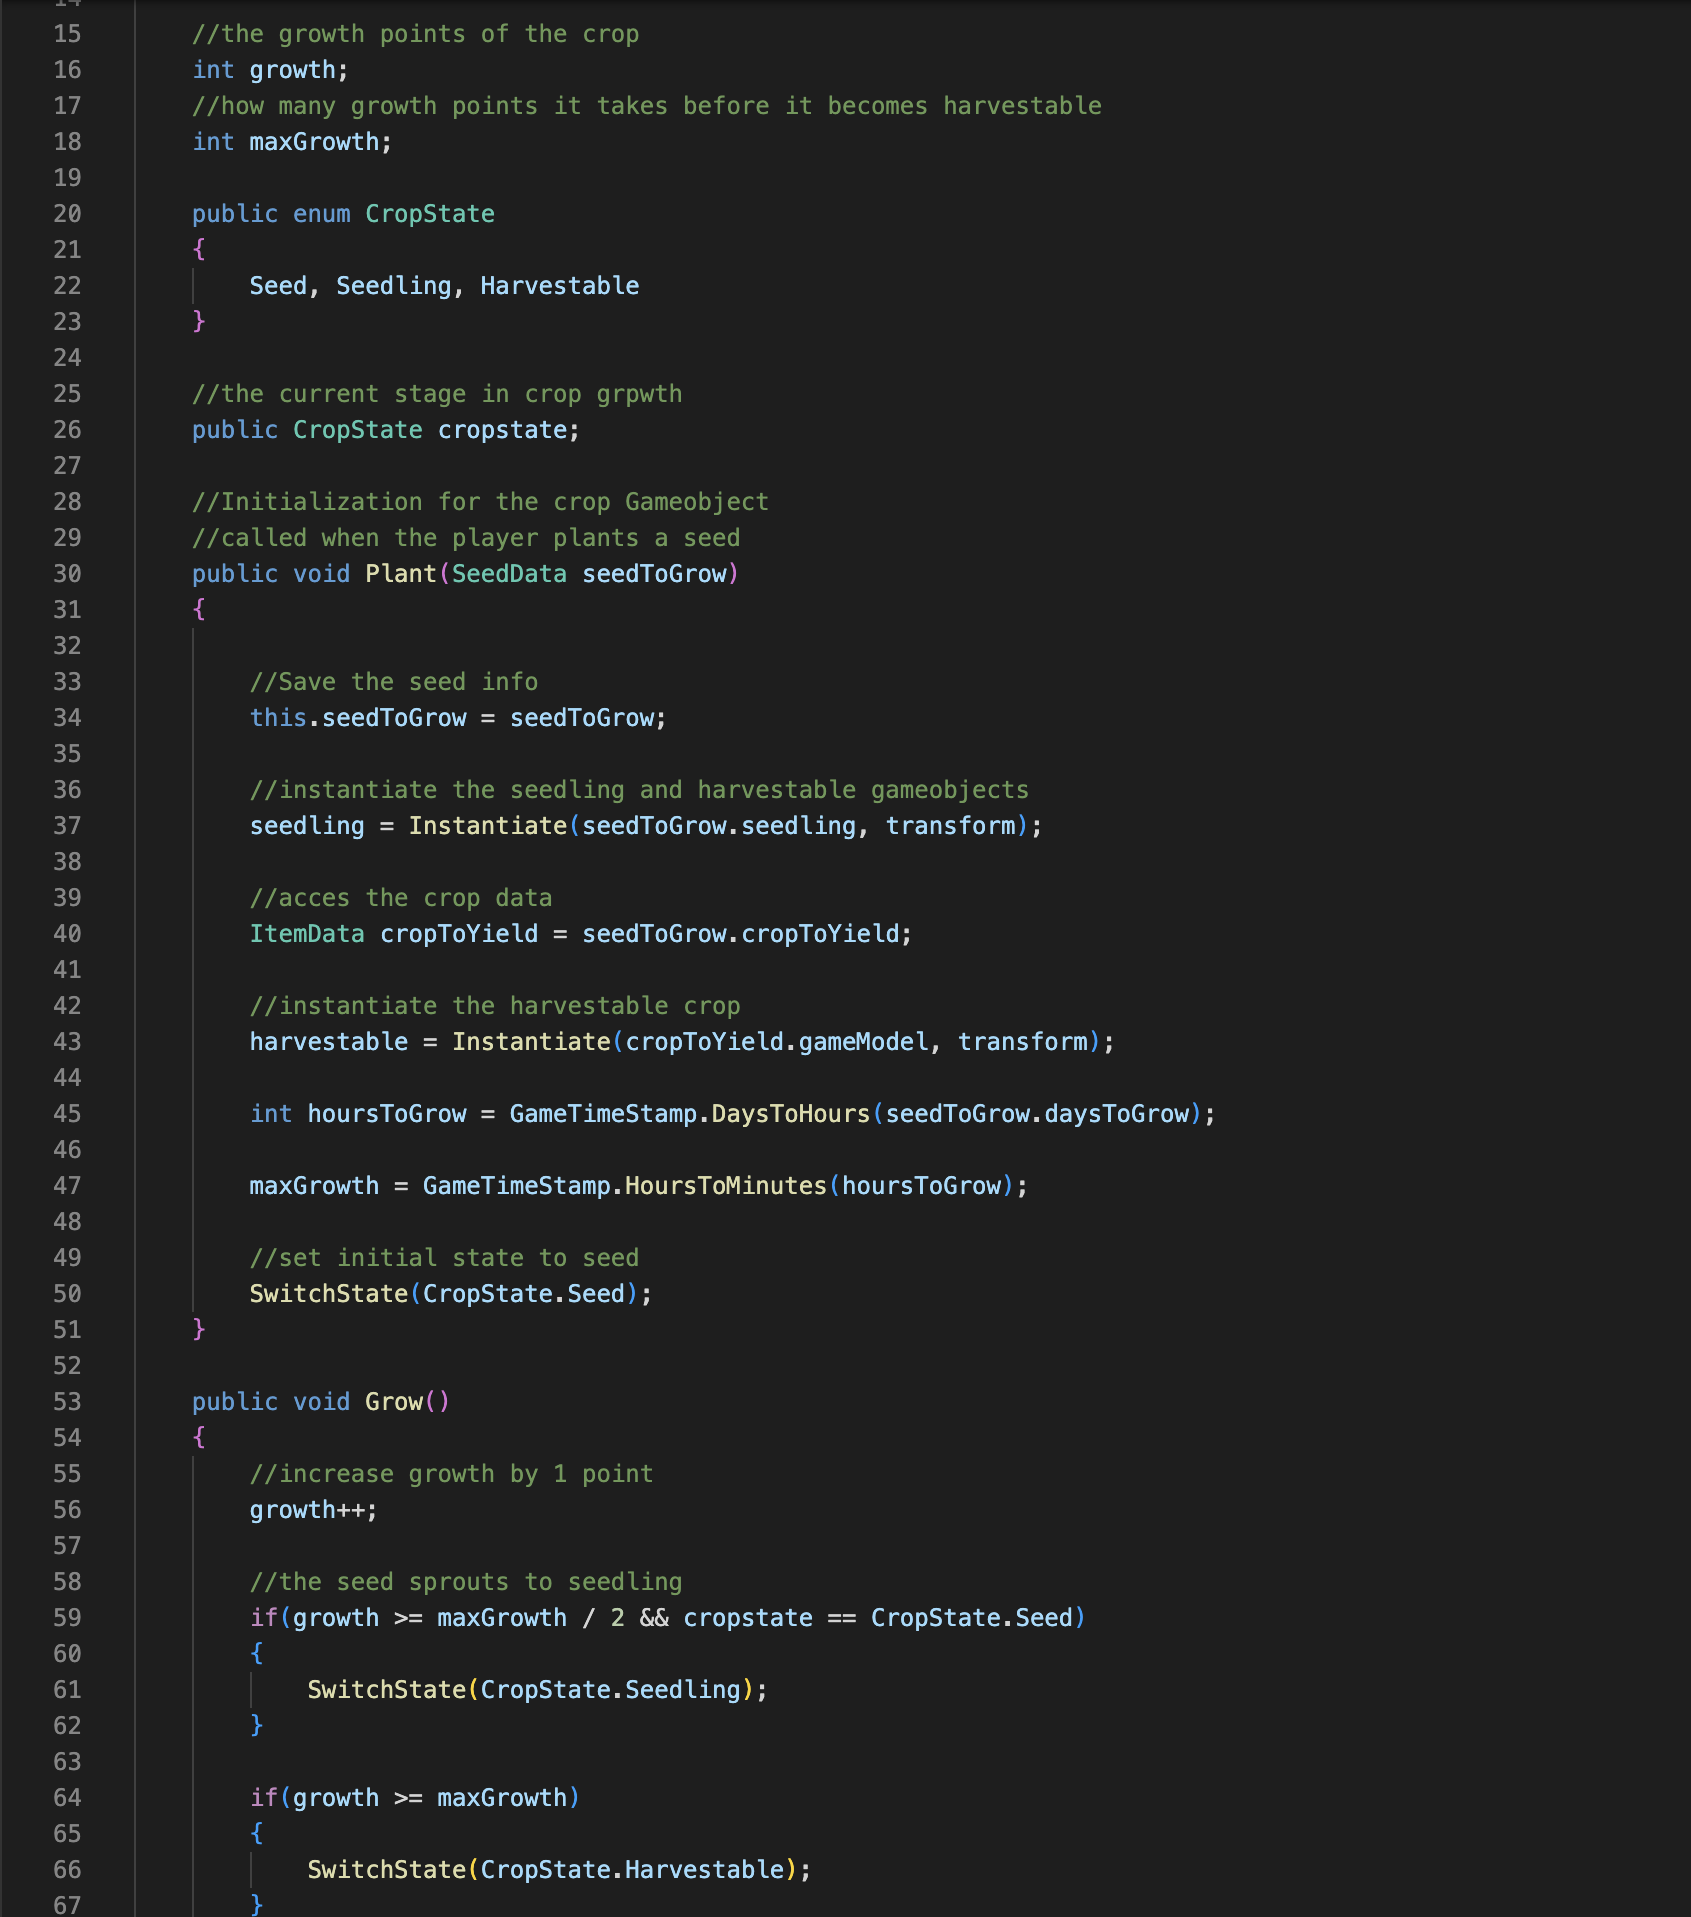 15 //the growth points of the crop
16 int growth;
17 //how many growth points it takes before it becomes harvestable
18 int maxGrowth;
19
20 public enum CropState
21 {
22 Seed, Seedling, Harvestable
23 }
24
25 //the current stage in crop grpwth
26 public CropState cropstate;
27
28 //Initialization for the crop Gameobject
29 //called when the player plants a seed
30 public void Plant(SeedData seedToGrow)
31 {
32
33 //Save the seed info
34 this.seedToGrow = seedToGrow;
35
36 //instantiate the seedling and harvestable gameobjects
37 seedling = Instantiate(seedToGrow.seedling, transform);
38
39 //acces the crop data
40 ItemData cropToYield = seedToGrow.cropToYield;
41
42 //instantiate the harvestable crop
43 harvestable = Instantiate(cropToYield.gameModel, transform);
44
45 int hoursToGrow = GameTimeStamp.DaysToHours(seedToGrow.daysToGrow);
46
47 maxGrowth = GameTimeStamp.HoursToMinutes(hoursToGrow);
48
49 //set initial state to seed
50 SwitchState(CropState.Seed);
51 }
52
53 public void Grow()
54 {
55 //increase growth by 1 point
56 growth++;
57
58 //the seed sprouts to seedling
59 if(growth >= maxGrowth / 2 && cropstate == CropState.Seed)
60 {
61 SwitchState(CropState.Seedling);
62 }
63
64 if(growth >= maxGrowth)
65 {
66 SwitchState(CropState.Harvestable);
67 }